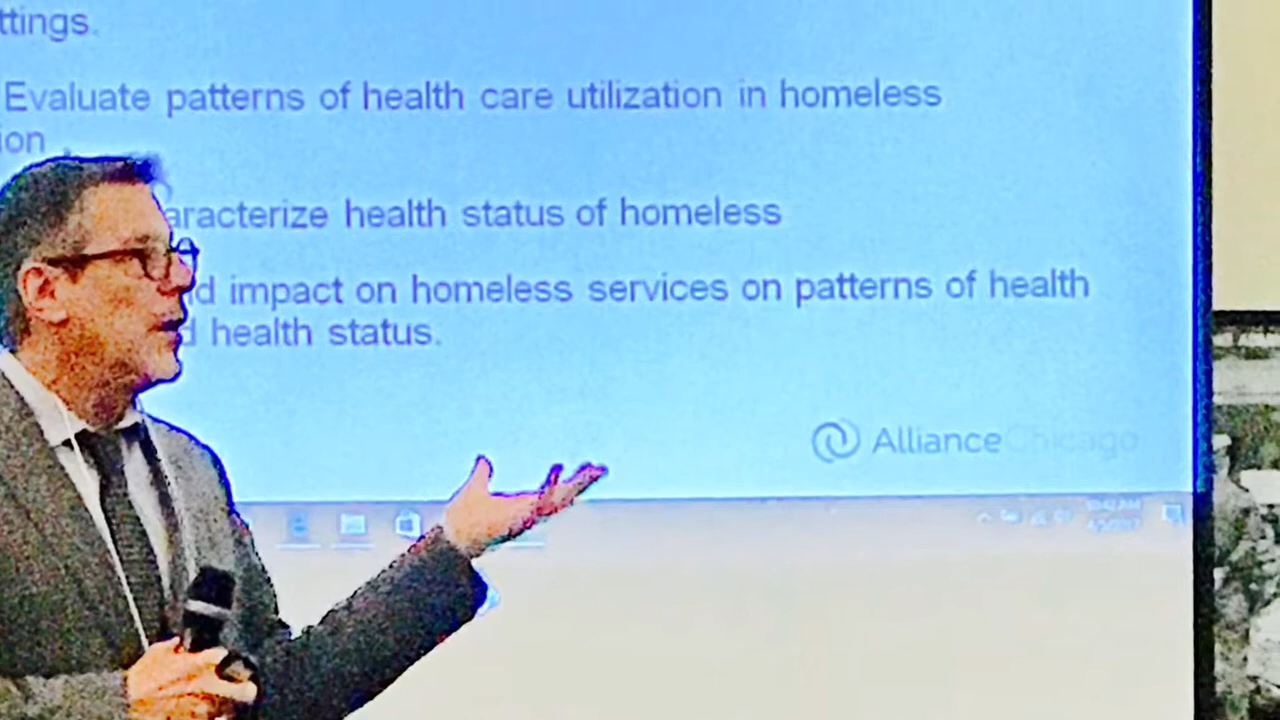 ttings.
Evaluate patterns of health care utilization in homeless
ion
aracterize health status of homeless
d impact on homeless services on patterns of health
d health status.
AllianceChicago